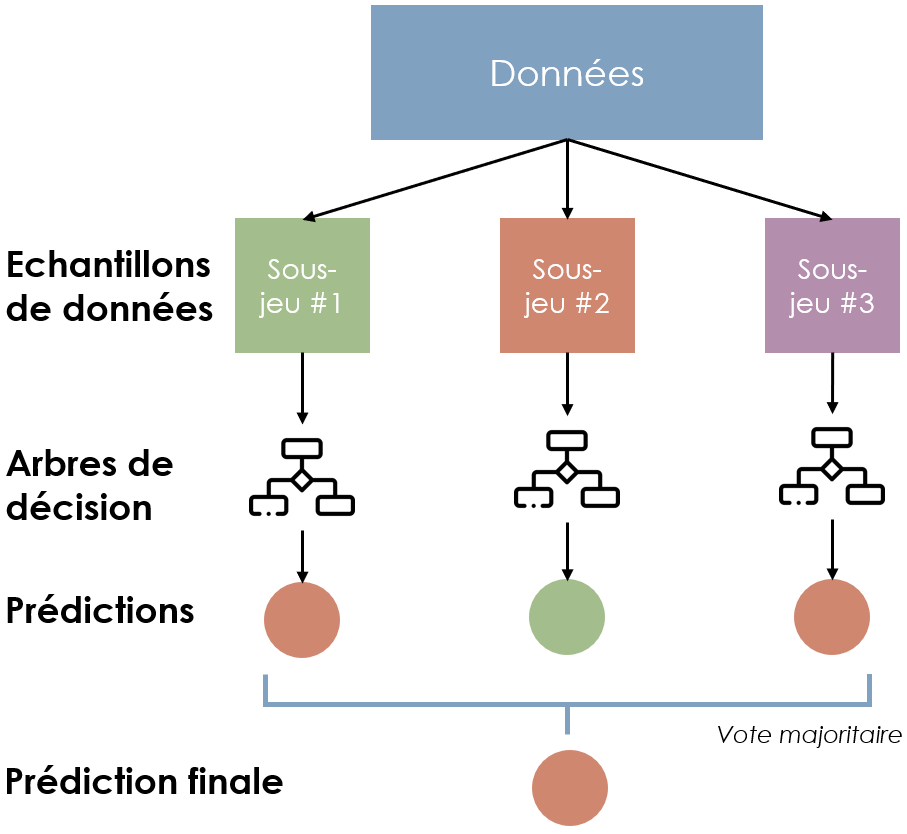 Données
Echantillons
de données
Sous-
jeu #1
Sous-
jeu #2
Sous-
jeu #3
Arbres de
décision
Prédictions
Vote majoritaire
Prédiction finale